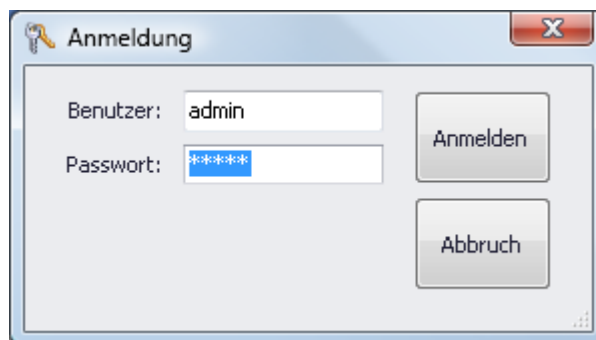 Anmeldung
Benutzer: admin
Anmelden
Passwort: *****
Abbruch